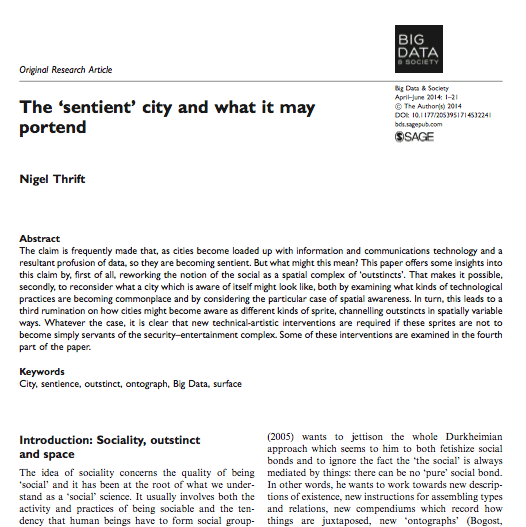 BIG
DATA
& SOCIETY
Original Research Article
Big Data & Society
April–June 2014: 1–21
© The Author(s) 2014
DOI: 10.1177/2053951714532241
bds.sagepub.com
SAGE
The ‘sentient’ city and what it may
portend
Nigel Thrift
Abstract
The claim is frequently made that, as cities become loaded up with information and communications technology and a
resultant profusion of data, so they are becoming sentient. But what might this mean? This paper offers some insights into
this claim by, first of all, reworking the notion of the social as a spatial complex of ‘outstincts’. That makes it possible,
secondly, to reconsider what a city which is aware of itself might look like, both by examining what kinds of technological
practices are becoming commonplace and by considering the particular case of spatial awareness. In turn, this leads to a
third rumination on how cities might become aware as different kinds of sprite, channelling outstincts in spatially variable
ways. Whatever the case, it is clear that new technical-artistic interventions are required if these sprites are not to
become simply servants of the security–entertainment complex. Some of these interventions are examined in the fourth
part of the paper.
Keywords
City, sentience, outstinct, ontograph, Big Data, surface
Introduction: Sociality, outstinct
and space
The idea of sociality concerns the quality of being
‘social’ and it has been at the root of what we under-
stand as a ‘social’ science. It usually involves both the
activity and practices of being sociable and the ten-
dency that human beings have to form social group-
(2005) wants to jettison the whole Durkheimian
approach which seems to him to both fetishize social
bonds and to ignore the fact the ‘the social’ is always
mediated by things: there can be no ‘pure’ social bond.
In other words, he wants to work towards new descrip-
tions of existence, new instructions for assembling types
and relations, new compendiums which record how
things are juxtaposed, new ‘ontographs’ (Bogost,